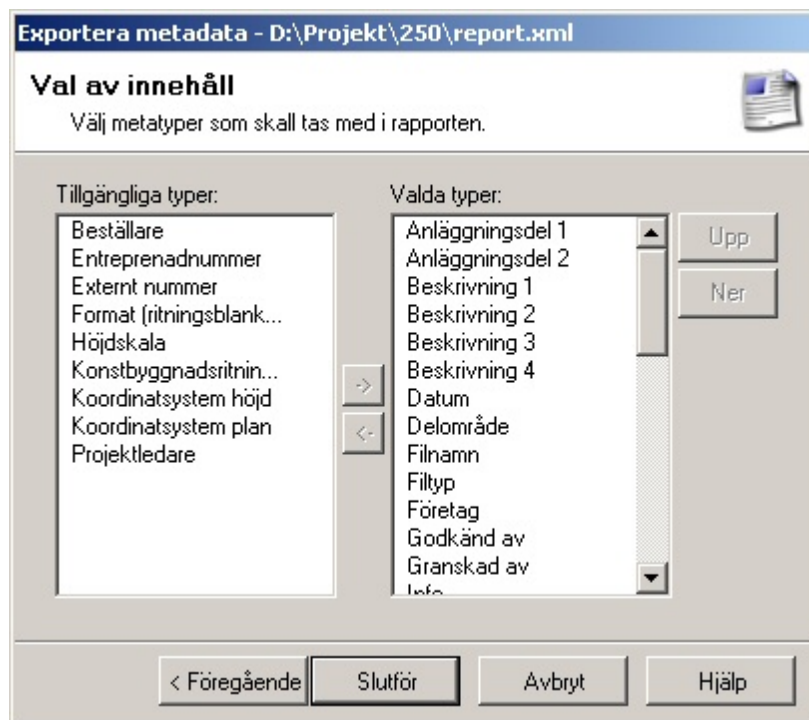 Exportera metadata - D:\Projekt\250\report.xml
Val av innehåll
Välj metatyper som skall tas med i rapporten.
Tillgängliga typer:
Beställare
Entreprenadnummer
Externt nummer
Format (ritningsblank...
Höjdskala
Konstbyggnadsritnin...
Koordinatsystem höjd
Koordinatsystem plan
Projektledare
->
<-
Valda typer:
Anläggningsdel 1
Anläggningsdel 2
Beskrivning 1
Beskrivning 2
Beskrivning 3
Beskrivning 4
Datum
Delområde
Filnamn
Filtyp
Företag
Godkänd av
Granskad av
Info
Upp
Ner
< Föregående
Slutför
Avbryt
Hjälp